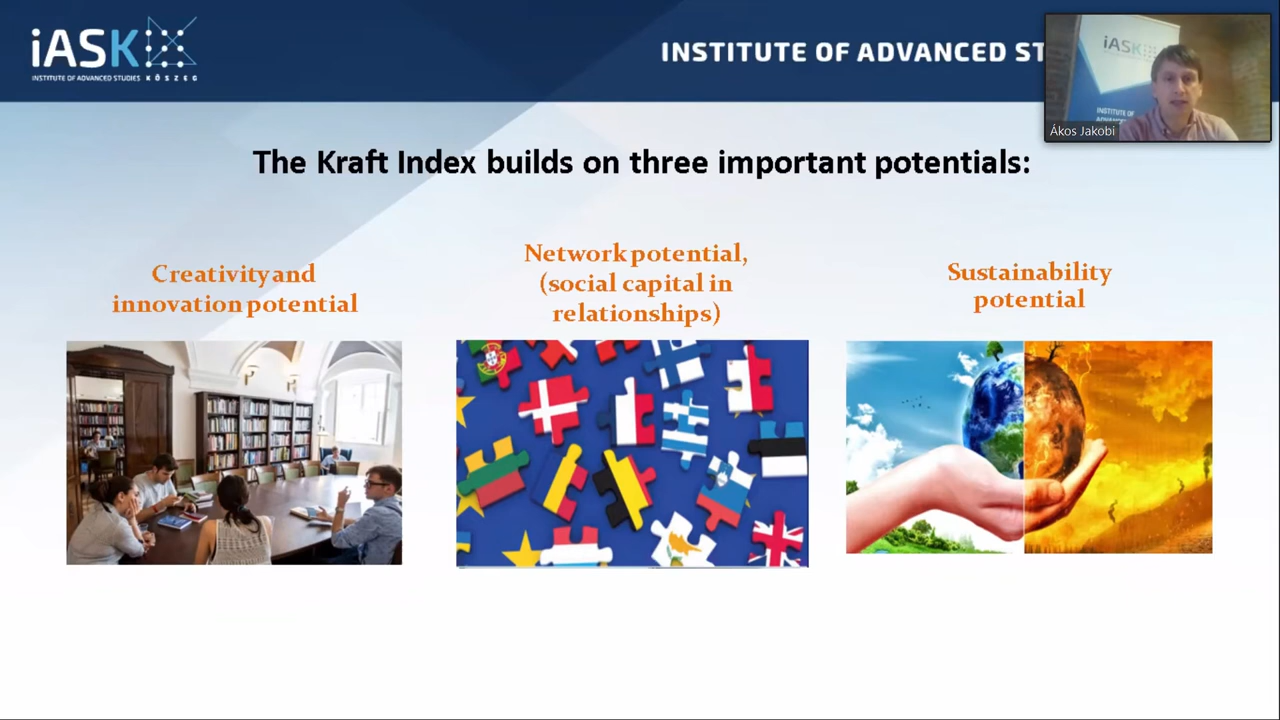 iASK
INSTITUTE OF ADVANCED STUDIES KŐSZEG
INSTITUTE OF ADVANCED ST
iASK
INSTITUTE OF
Ákos Jakobi
The Kraft Index builds on three important potentials:
Creativity and
innovation potential
Network potential,
(social capital in
relationships)
Sustainability
potential